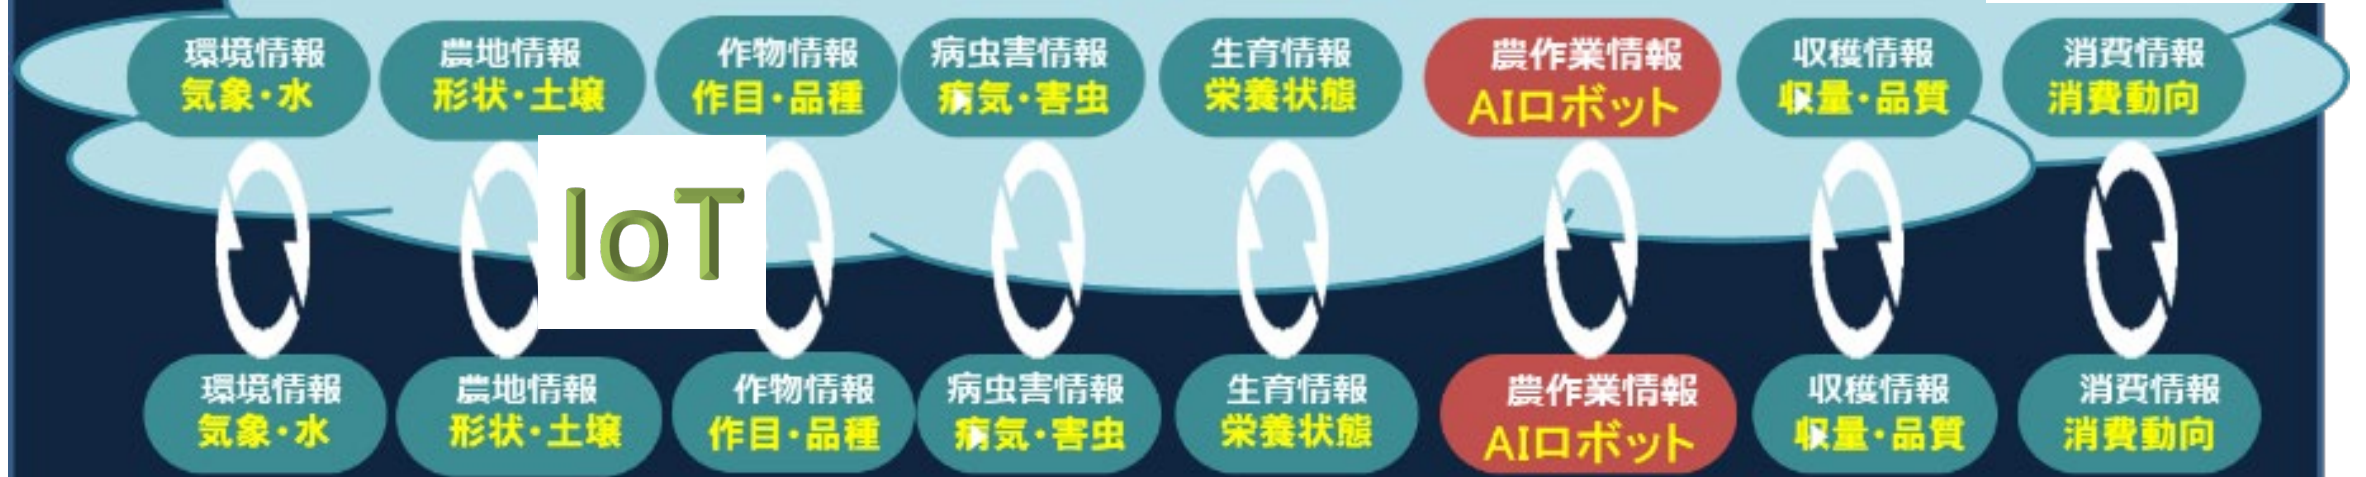 環境情報
気象・水
農地情報
形状・土壌
作物情報
作目・品種
病虫害情報
病気・害虫
生育情報
栄養状態
農作業情報
AIロボット
収穫情報
収量・品質
消費情報
消費動向
IoT
環境情報
気象・水
農地情報
形状・土壌
作物情報
作目・品種
病虫害情報
病気・害虫
生育情報
栄養状態
農作業情報
AIロボット
収穫情報
収量・品質
消費情報
消費動向